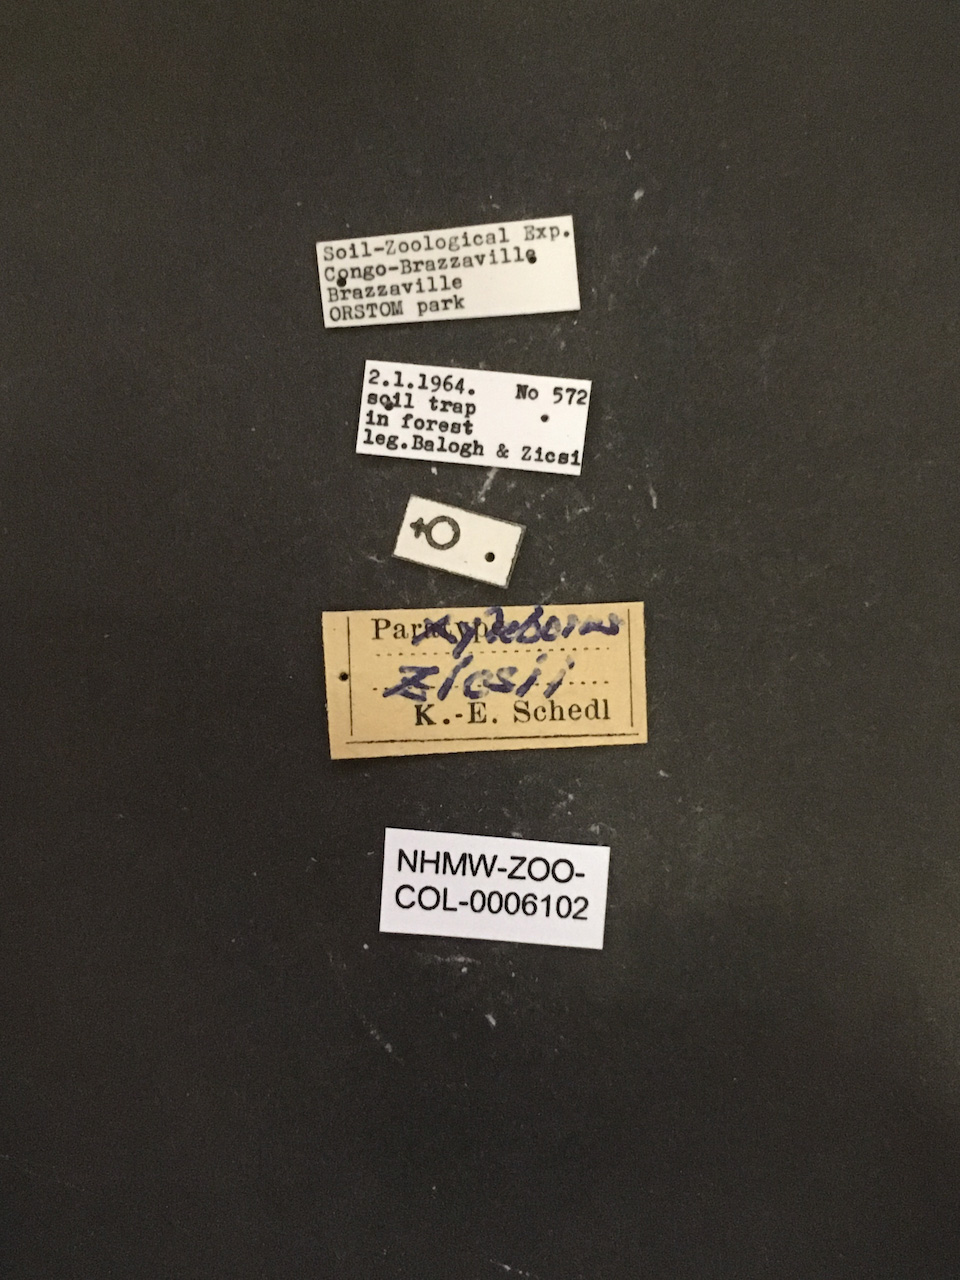 Soil-Zoological Exp.
Congo-Brazzaville
Brazzaville
ORSTOM park
2.1.1964. No 572
soil trap
in forest
leg.Balogh & Zicsi
♀
Paratype Xyleborus
Zicsii
K.-E. Schedl
NHMW-ZOO-
COL-0006102